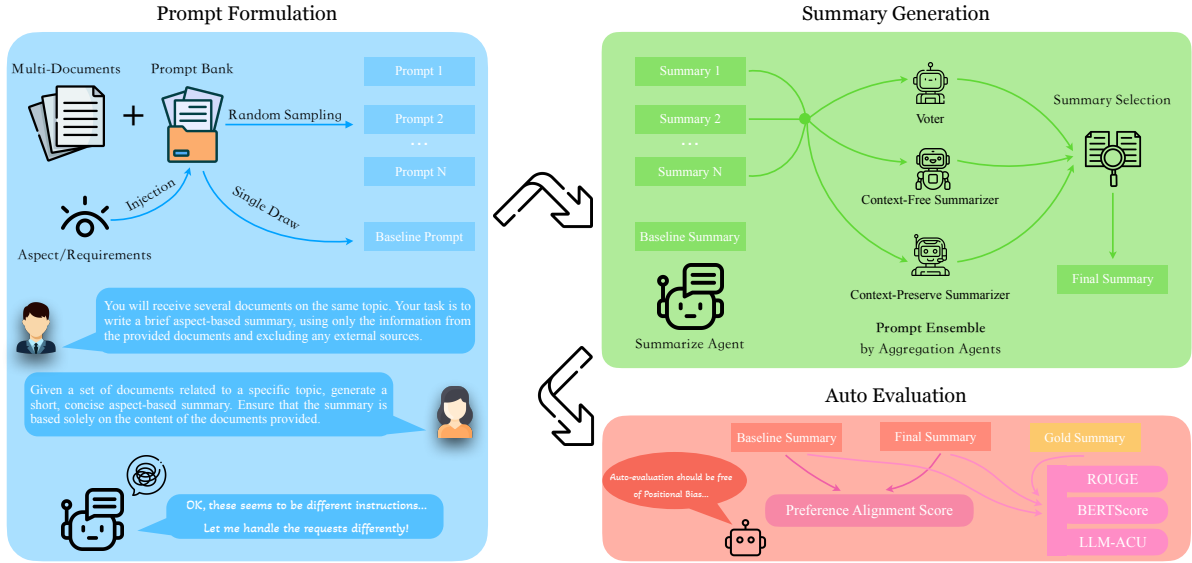 Prompt Formulation
Multi-Documents
Prompt Bank
Random Sampling
Injection
Single Draw
Aspect/Requirements
Prompt 1
Prompt 2
...
Prompt N
Baseline Prompt
You will receive several documents on the same topic. Your task is to
write a brief aspect-based summary, using only the information from
the provided documents and excluding any external sources.
Given a set of documents related to a specific topic, generate a
short, concise aspect-based summary. Ensure that the summary is
based solely on the content of the documents provided.
OK, these seems to be different instructions...
Let me handle the requests differently!
Summary Generation
Summary 1
Summary 2
...
Summary N
Baseline Summary
Summarize Agent
Voter
Context-Free Summarizer
Context-Preserve Summarizer
Prompt Ensemble
by Aggregation Agents
Summary Selection
Final Summary
Auto Evaluation
Baseline Summary
Final Summary
Gold Summary
Auto-evaluation should be free
of Positional Bias...
Preference Alignment Score
ROUGE
BERTScore
LLM-ACU